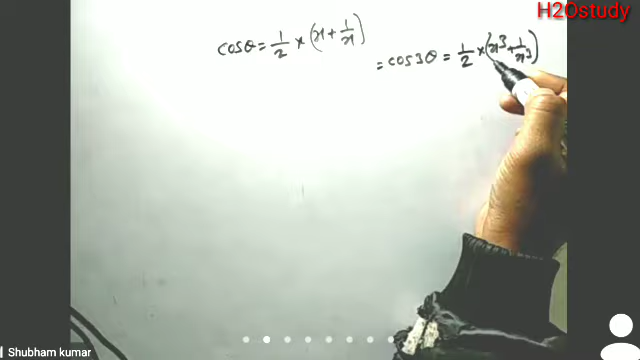 H2Ostudy
cosθ = 1/2 × (x + 1/x)
= cos3θ = 1/2 × (x³ + 1/x³)
Shubham kumar